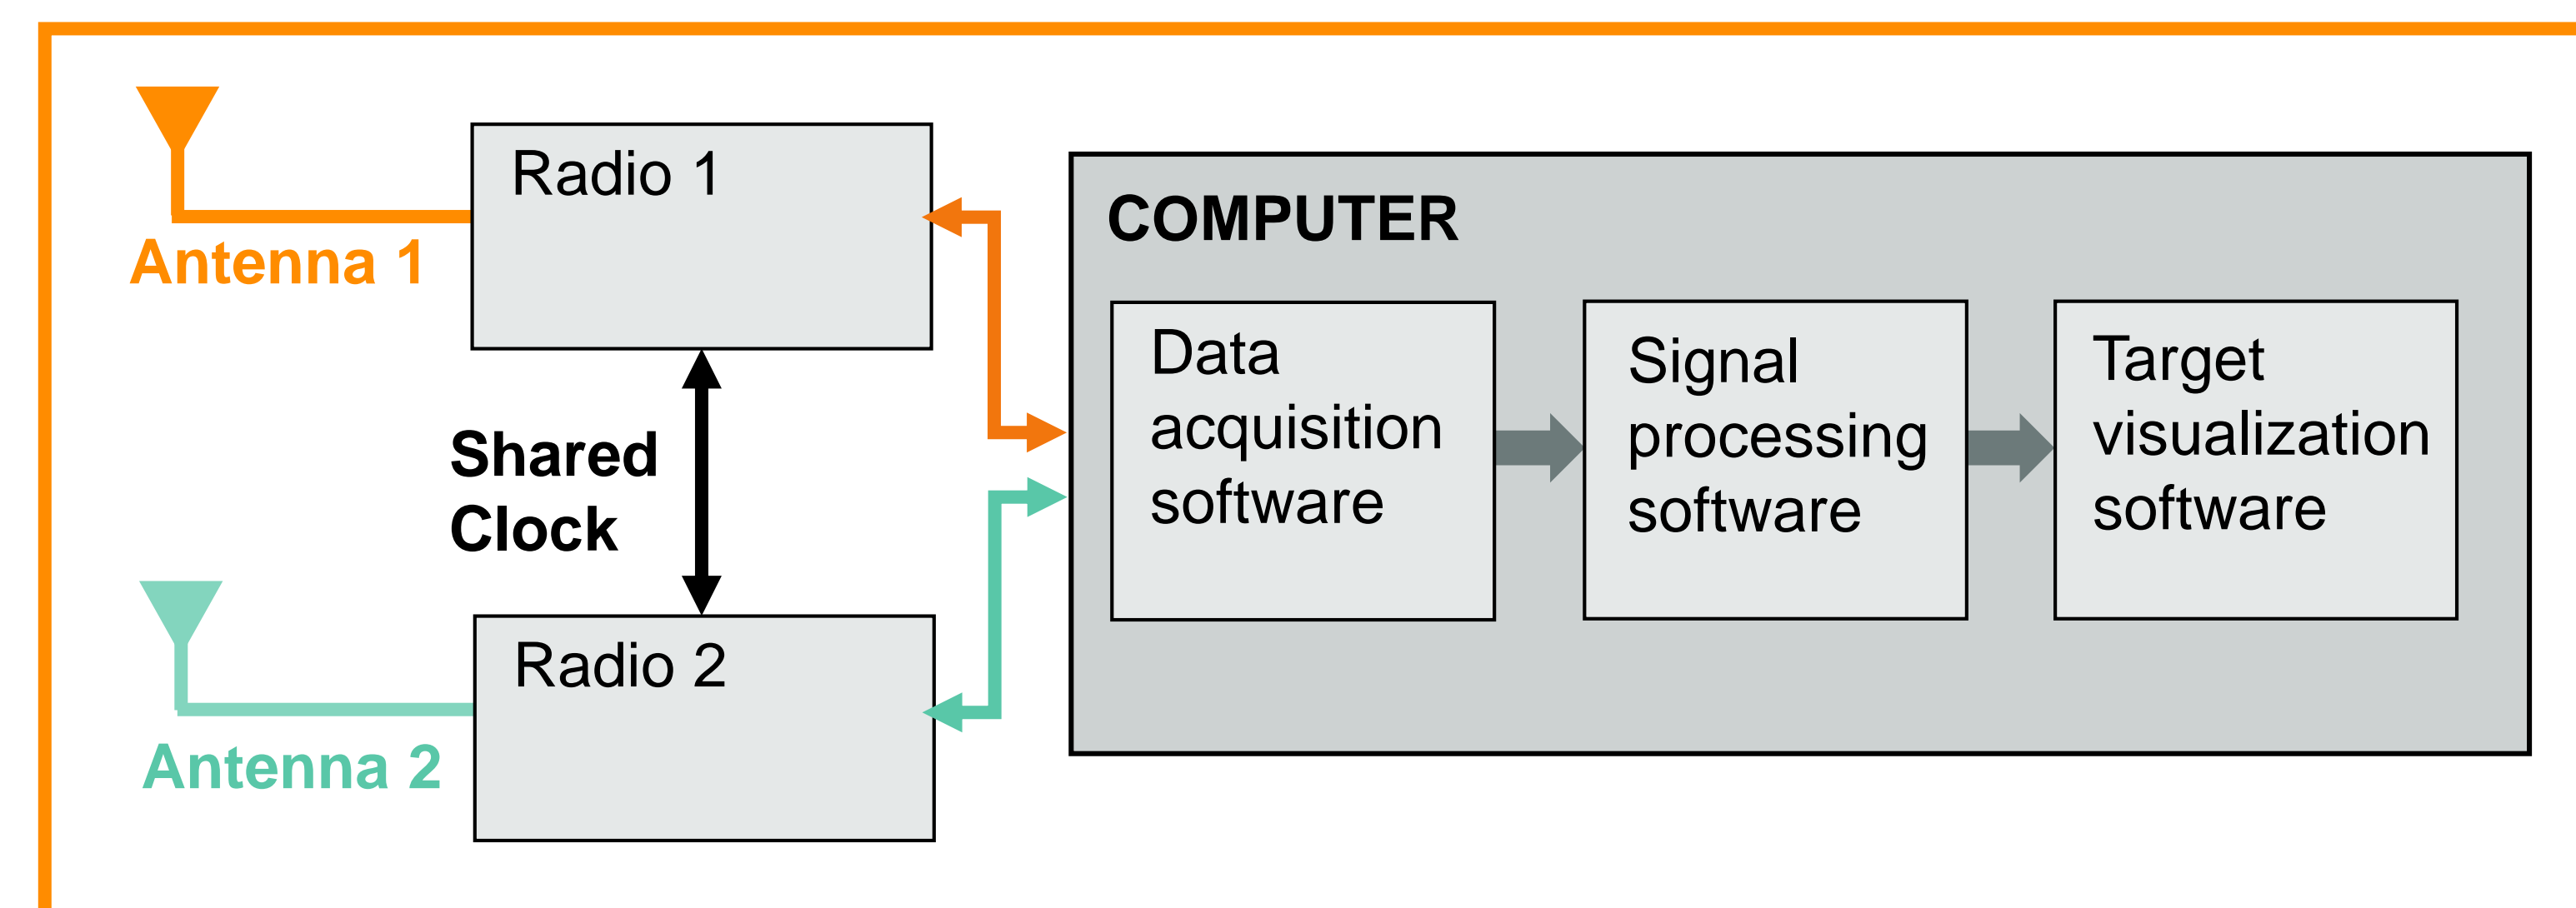 Radio 1
Antenna 1
Shared
Clock
Radio 2
Antenna 2
COMPUTER
Data
acquisition
software
Signal
processing
software
Target
visualization
software